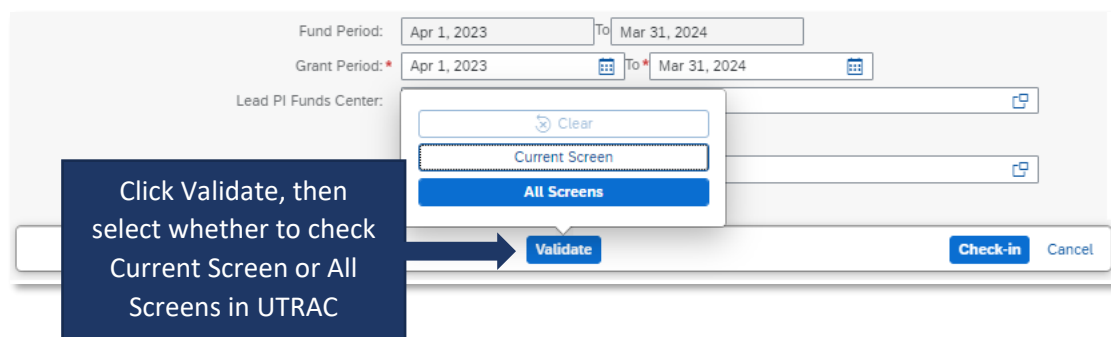 Fund Period: Apr 1, 2023 To Mar 31, 2024
Grant Period: * Apr 1, 2023 To * Mar 31, 2024
Lead PI Funds Center:
Clear
Current Screen
All Screens
Click Validate, then
select whether to check
Current Screen or All
Screens in UTRAC
Validate
Check-in Cancel